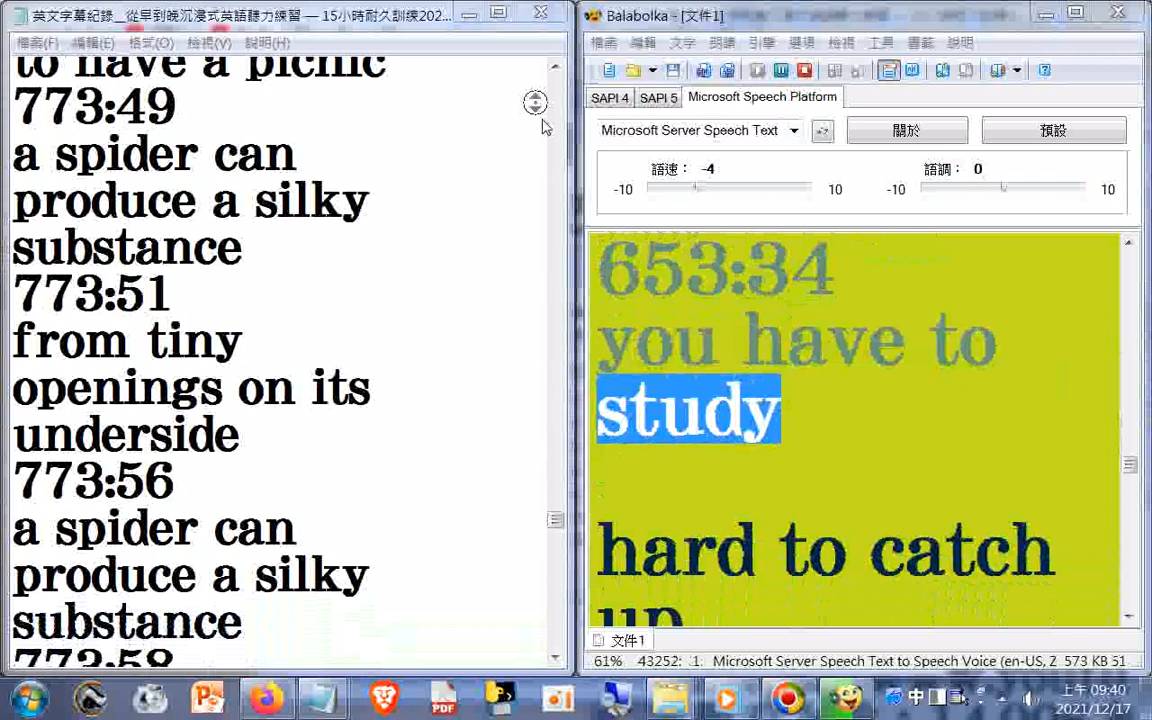 英文字幕紀錄__從早到晚沉浸式英語聽力練習 — 15小時耐久訓練202...
檔案(F) 編輯(E) 格式(O) 檢視(V) 說明(H)
to have a picnic
773:49
a spider can
produce a silky
substance
773:51
from tiny
openings on its
underside
773:56
a spider can
produce a silky
substance
773:58
Balabolka - [文件1]
檔案 編輯 文字 朗讀 引擎 選項 檢視 工具 書籤 說明
SAPI 4 SAPI 5 Microsoft Speech Platform
Microsoft Server Speech Text 關於 預設
語速： -4 語調： 0
-10 10 -10 10
653:34
you have to
study
hard to catch
up
文件1
61% 43252: 1: Microsoft Server Speech Text to Speech Voice (en-US, Z 573 KB 51
PDF 中 上午 09:40
2021/12/17